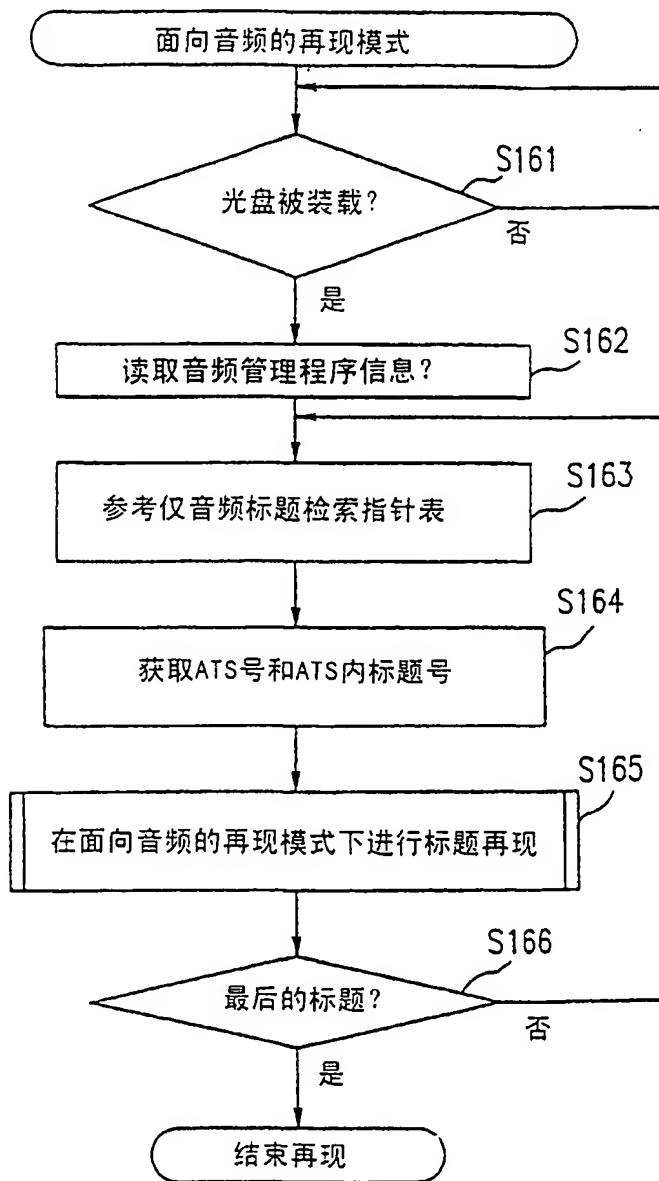 面向音频的再现模式
S161
光盘被装载?
否
是
S162
读取音频管理程序信息?
S163
参考仅音频标题检索指针表
S164
获取ATS号和ATS内标题号
S165
在面向音频的再现模式下进行标题再现
S166
最后的标题?
否
是
结束再现